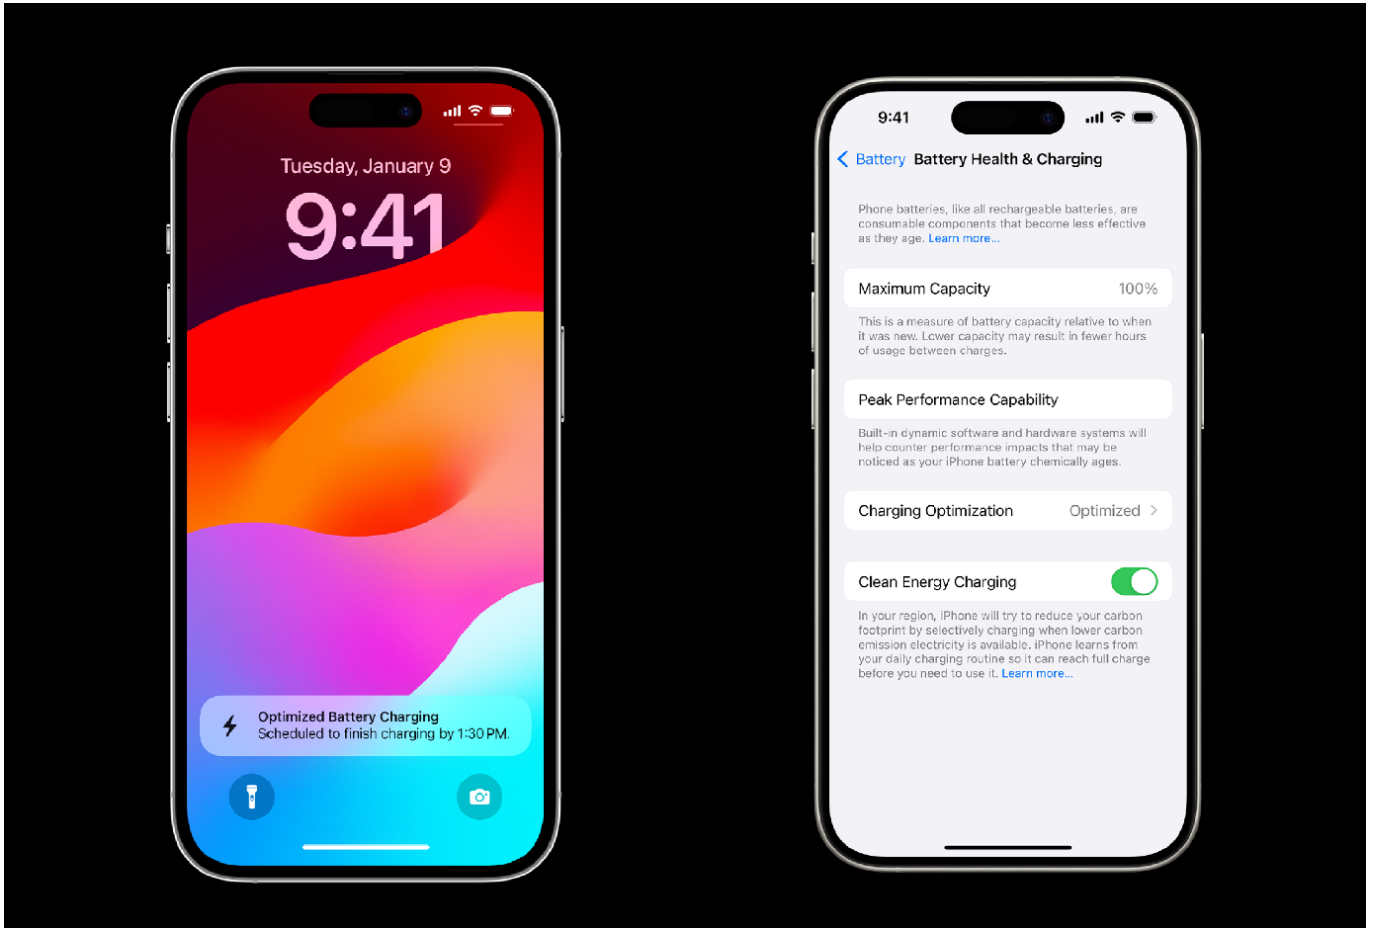 Tuesday, January 9
9:41
Optimized Battery Charging
Scheduled to finish charging by 1:30 PM.
9:41
Battery Battery Health & Charging
Phone batteries, like all rechargeable batteries, are
consumable components that become less effective
as they age. Learn more...
Maximum Capacity 100%
This is a measure of battery capacity relative to when
it was new. Lower capacity may result in fewer hours
of usage between charges.
Peak Performance Capability
Built-in dynamic software and hardware systems will
help counter performance impacts that may be
noticed as your iPhone battery chemically ages.
Charging Optimization Optimized
Clean Energy Charging
In your region, iPhone will try to reduce your carbon
footprint by selectively charging when lower carbon
emission electricity is available. iPhone learns from
your daily charging routine so it can reach full charge
before you need to use it. Learn more...